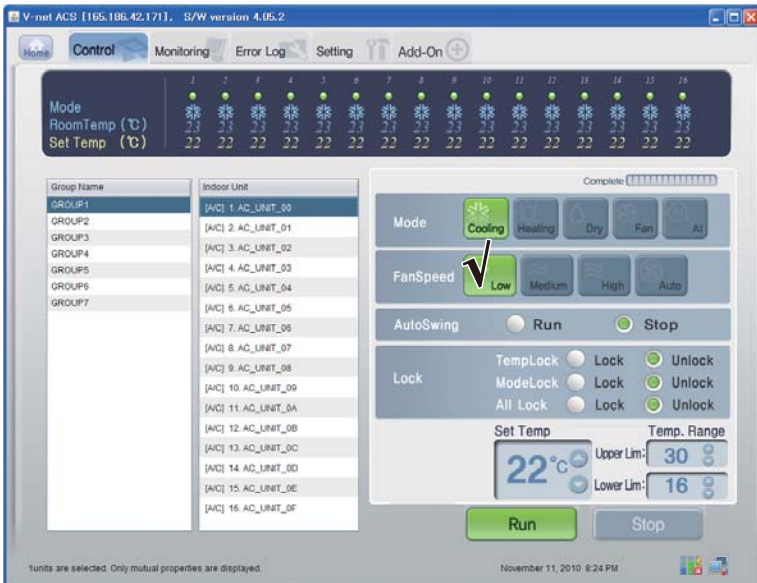 V-net ACS [165.186.42.171], S/W version 4.05.2
Home Control Monitoring Error Log Setting Add-On
1 2 3 4 5 6 7 8 9 10 11 12 13 14 15 16
Mode
RoomTemp (℃) 23 23 23 23 23 23 23 23 23 23 23 23 23 23 23 23
Set Temp (℃) 22 22 22 22 22 22 22 22 22 22 22 22 22 22 22 22
Group Name
GROUP1
GROUP2
GROUP3
GROUP4
GROUP5
GROUP6
GROUP7
Indoor Unit
[A/C] 1. AC_UNIT_00
[A/C] 2. AC_UNIT_01
[A/C] 3. AC_UNIT_02
[A/C] 4. AC_UNIT_03
[A/C] 5. AC_UNIT_04
[A/C] 6. AC_UNIT_05
[A/C] 7. AC_UNIT_06
[A/C] 8. AC_UNIT_07
[A/C] 9. AC_UNIT_08
[A/C] 10. AC_UNIT_09
[A/C] 11. AC_UNIT_0A
[A/C] 12. AC_UNIT_0B
[A/C] 13. AC_UNIT_0C
[A/C] 14. AC_UNIT_0D
[A/C] 15. AC_UNIT_0E
[A/C] 16. AC_UNIT_0F
Complete
Mode Cooling Heating Dry Fan AI
FanSpeed Low Medium High Auto
AutoSwing Run Stop
TempLock Lock Unlock
Lock ModeLock Lock Unlock
All Lock Lock Unlock
Set Temp Temp. Range
22°C Upper Lim: 30
Lower Lim: 16
Run Stop
1units are selected. Only mutual properties are displayed. November 11, 2010 8:24 PM